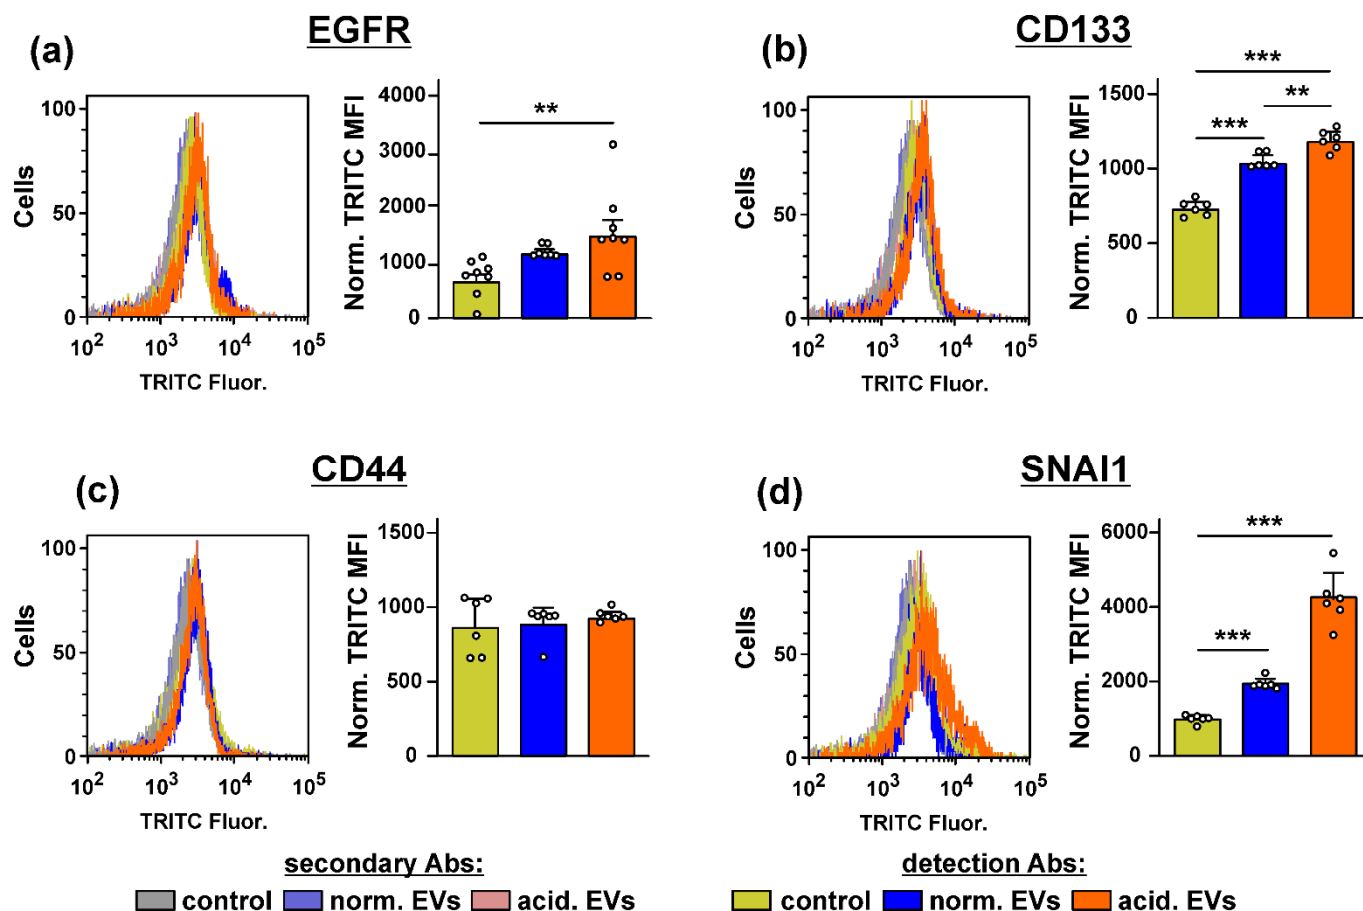 (a)
EGFR
Cells
100
50
0
10² 10³ 10⁴ 10⁵
TRITC Fluor.
Norm. TRITC MFI
4000
3000
2000
1000
0
**
(b)
CD133
Cells
100
50
0
10² 10³ 10⁴ 10⁵
TRITC Fluor.
Norm. TRITC MFI
1500
1000
500
0
***
**
***
(c)
CD44
Cells
100
50
0
10² 10³ 10⁴ 10⁵
TRITC Fluor.
Norm. TRITC MFI
1500
1000
500
0
(d)
SNAI1
Cells
100
50
0
10² 10³ 10⁴ 10⁵
TRITC Fluor.
Norm. TRITC MFI
6000
4000
2000
0
***
***
secondary Abs:
control norm. EVs acid. EVs
detection Abs:
control norm. EVs acid. EVs